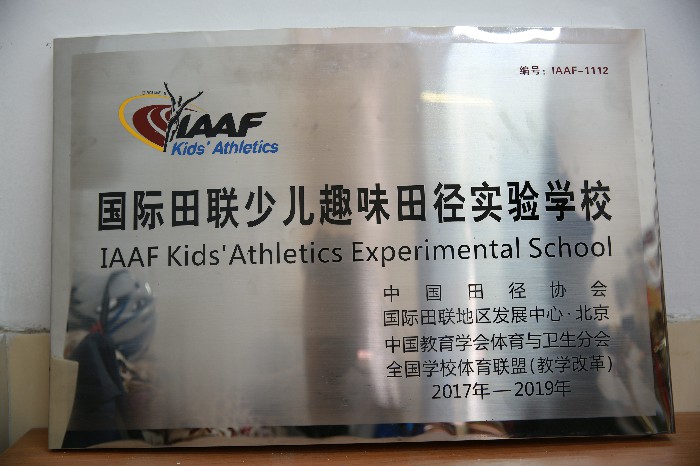 编号：IAAF-1112
IAAF
Kids' Athletics
国际田联少儿趣味田径实验学校
IAAF Kids'Athletics Experimental School
中国田径协会
国际田联地区发展中心·北京
中国教育学会体育与卫生分会
全国学校体育联盟(教学改革)
2017年—2019年